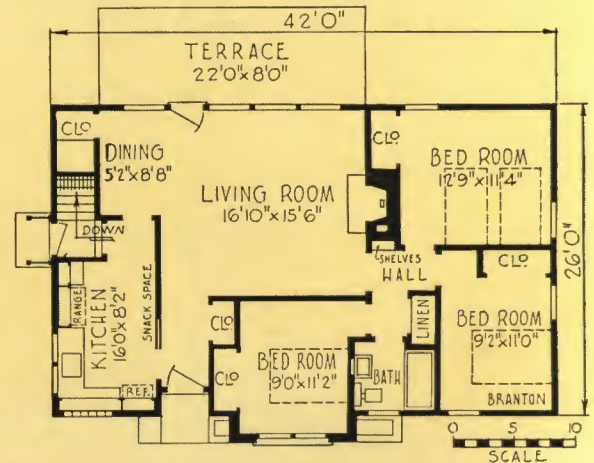 42'0"
TERRACE
22'0"x8'0"
CLO
DINING
5'2"x8'8"
LIVING ROOM
16'10"x15'6"
CLO
BED ROOM
12'9"x11'4"
26'0"
DOWN
SHELVES
HALL
CLO
KITCHEN
16'0"x8'2"
RANGE
SNACK SPACE
REF.
CLO
CLO
BED ROOM
9'0"x11'2"
LINEN
BATH
BED ROOM
9'2"x11'0"
BRANTON
0 5 10
SCALE